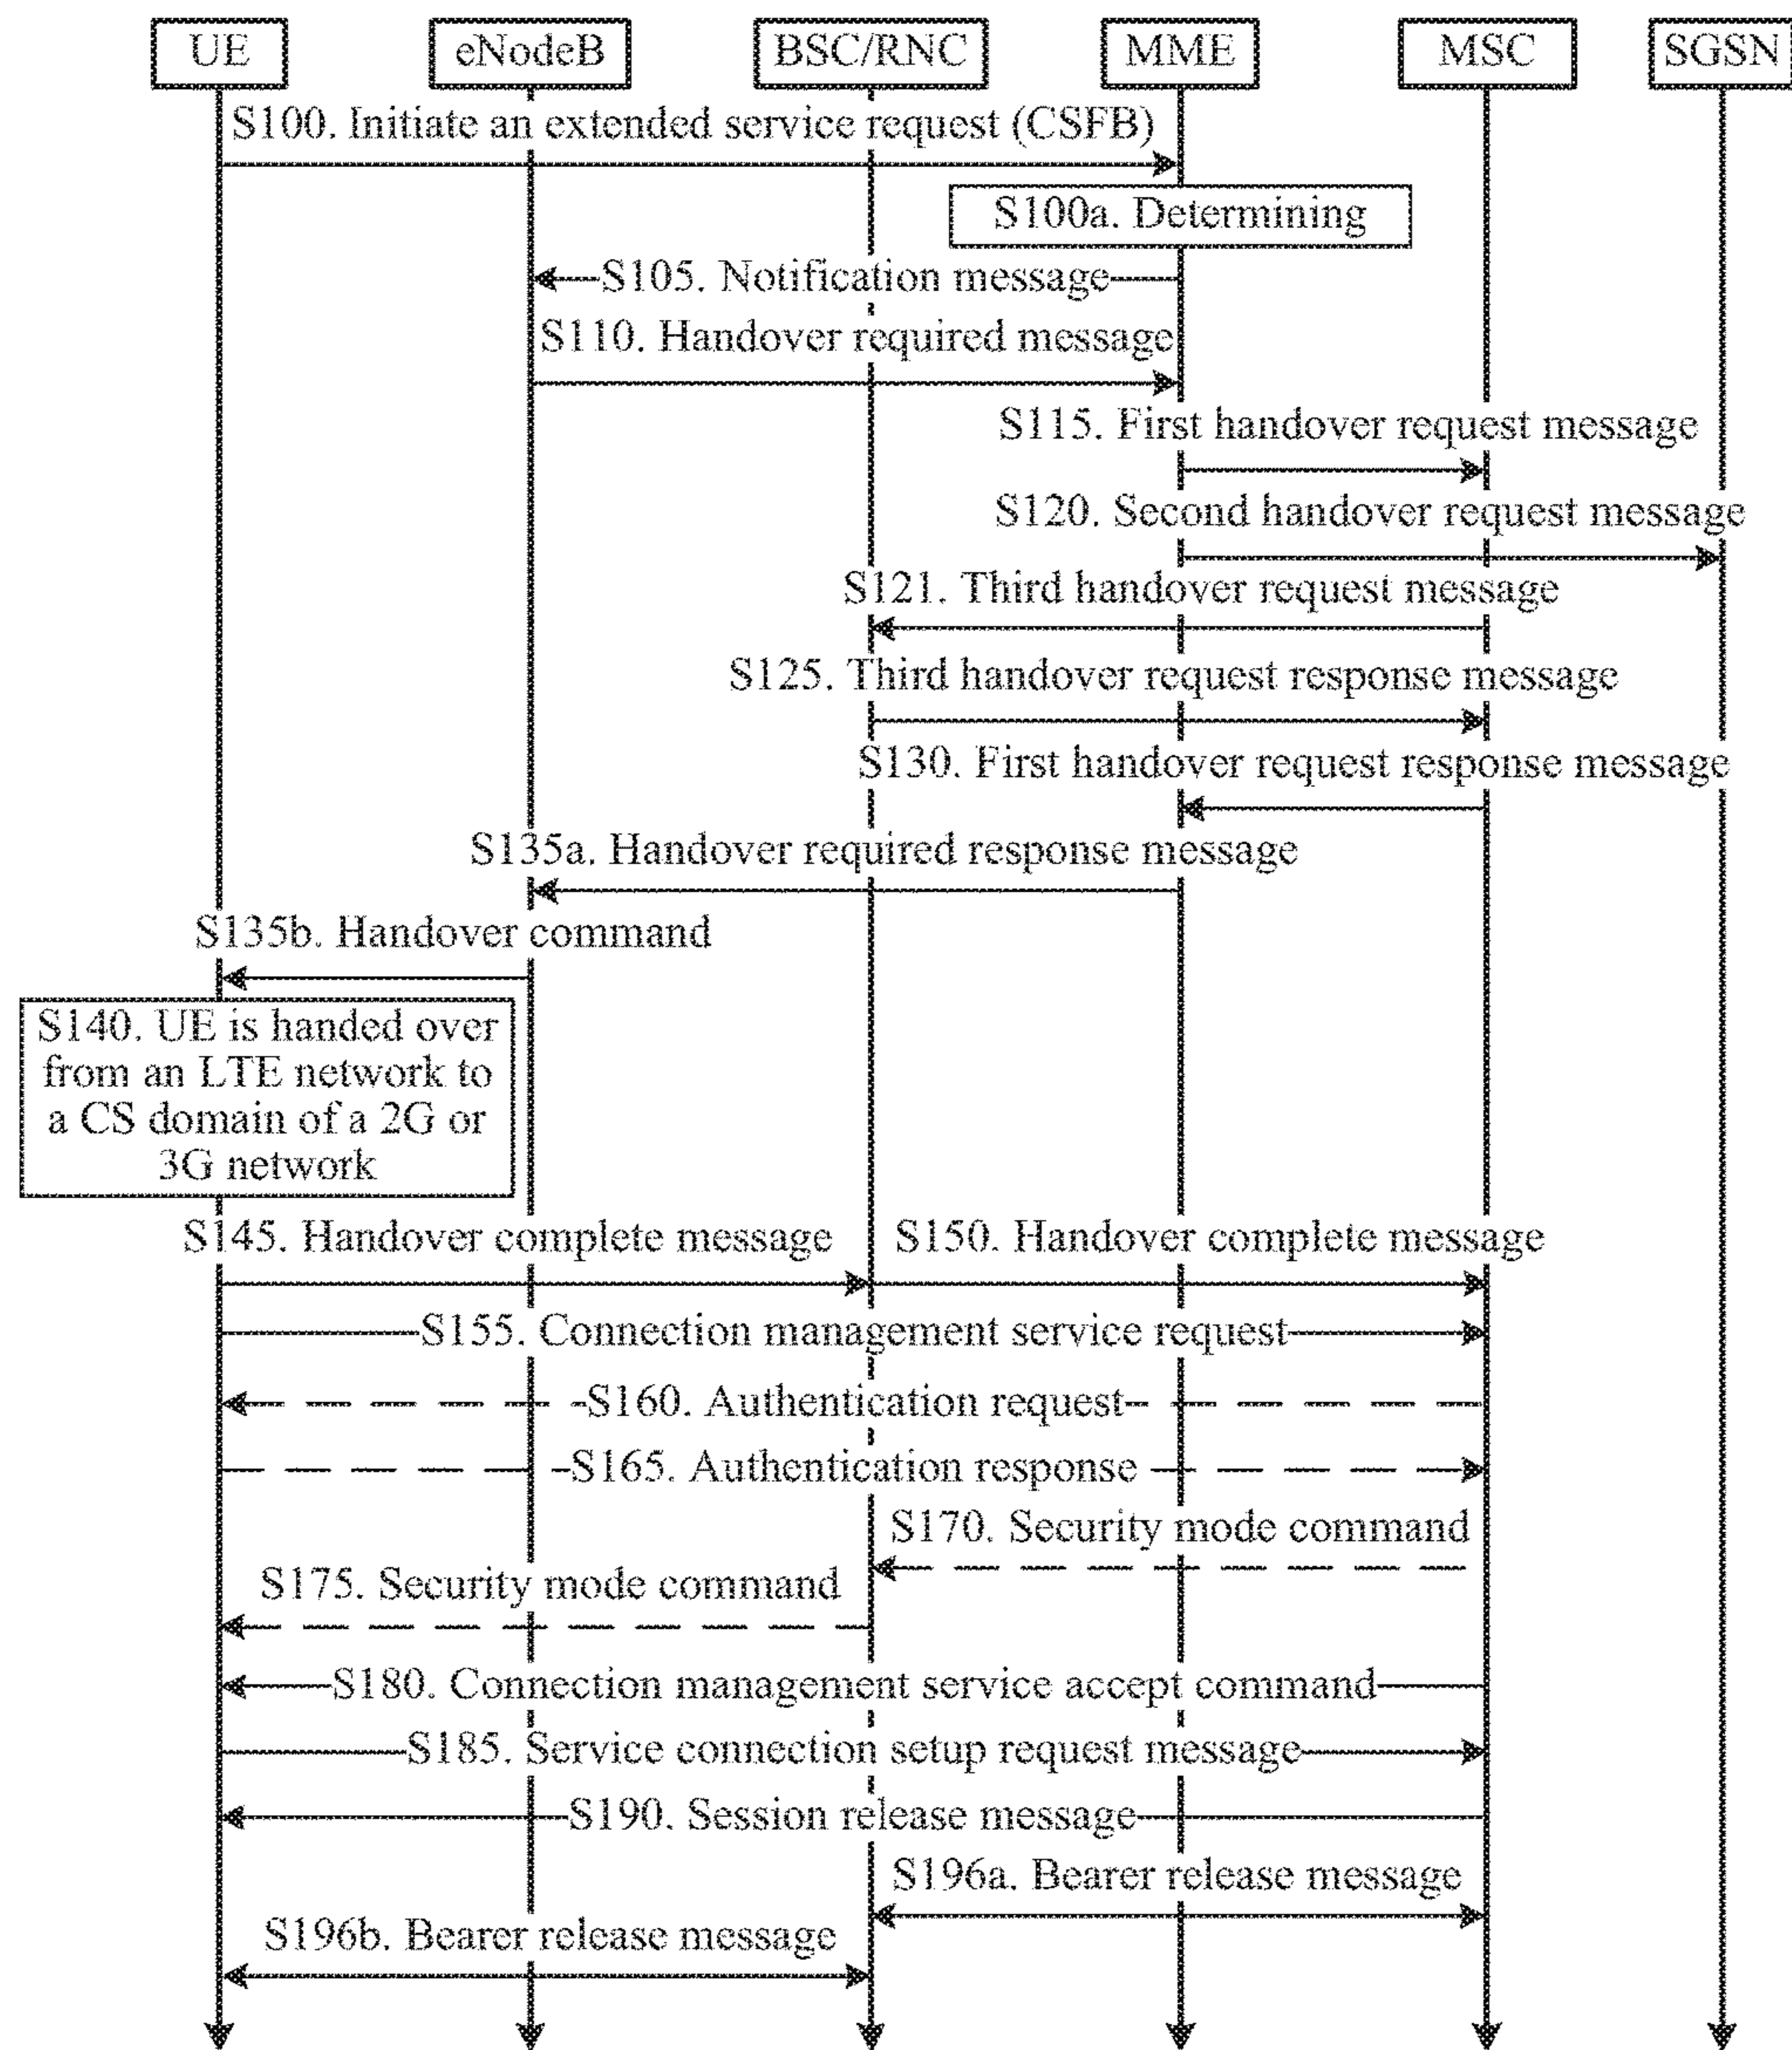 UE
eNodeB
BSC/RNC
MME
MSC
SGSN
S100. Initiate an extended service request (CSFB)
S100a. Determining
S105. Notification message
S110. Handover required message
S115. First handover request message
S120. Second handover request message
S121. Third handover request message
S125. Third handover request response message
S130. First handover request response message
S135a. Handover required response message
S135b. Handover command
S140. UE is handed over
from an LTE network to
a CS domain of a 2G or
3G network
S145. Handover complete message
S150. Handover complete message
S155. Connection management service request
S160. Authentication request
S165. Authentication response
S170. Security mode command
S175. Security mode command
S180. Connection management service accept command
S185. Service connection setup request message
S190. Session release message
S196a. Bearer release message
S196b. Bearer release message